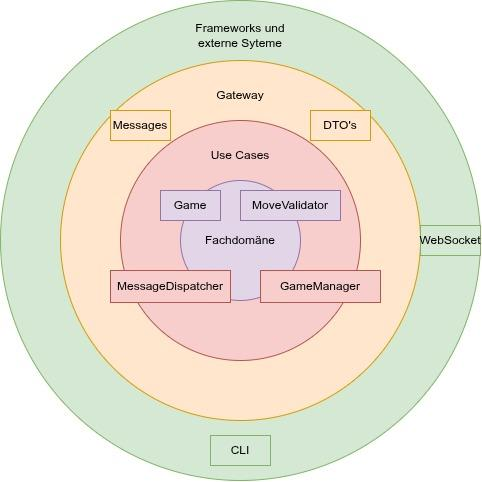 Frameworks und
externe Syteme
Gateway
Messages
DTO's
Use Cases
Game
MoveValidator
Fachdomäne
WebSocket
MessageDispatcher
GameManager
CLI